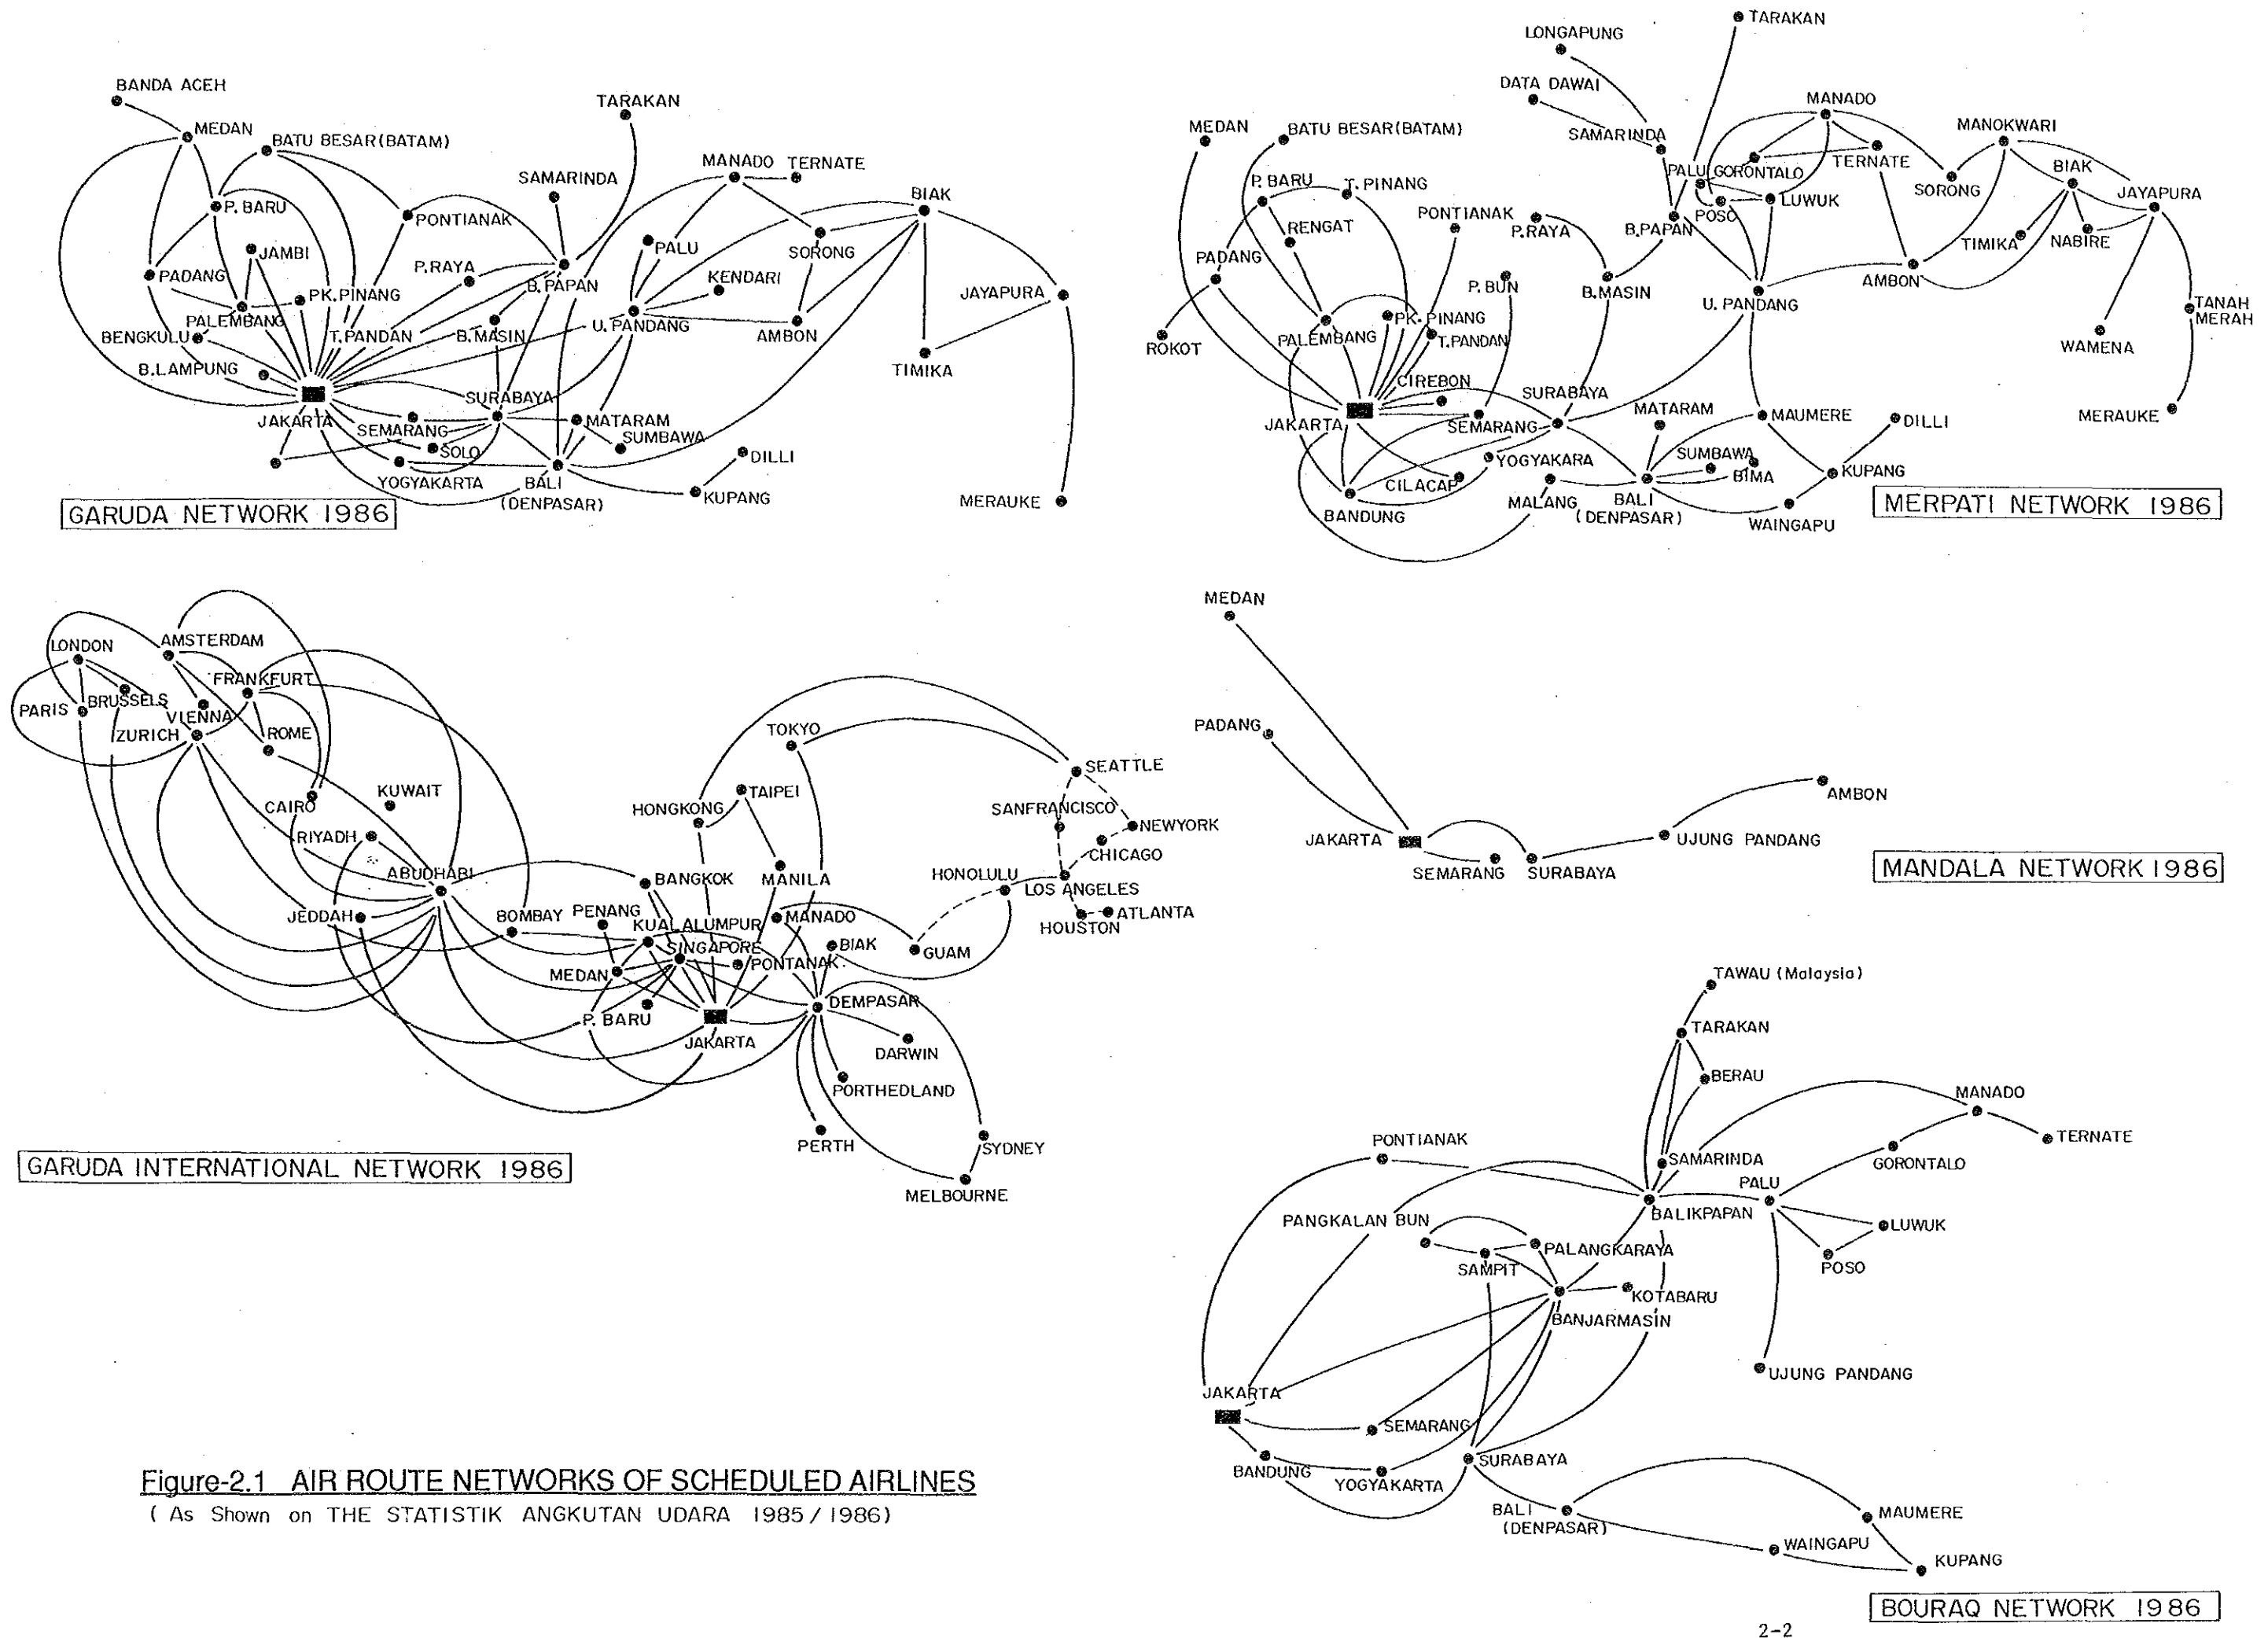 BANDA ACEH
MEDAN
BATU BESAR (BATAM)
TARAKAN
SAMARINDA
MANADO TERNATE
BIAK
P. BARU
PONTIANAK
JAMBI
PALU
SORONG
PADANG
P.RAYA
B. PAPAN
KENDARI
JAYAPURA
PK. PINANG
PALEMBANG
U. PANDANG
BENGKULU
T. PANDAN
B. MASIN
AMBON
B. LAMPUNG
TIMIKA
SURABAYA
JAKARTA
SEMARANG
MATARAM
SUMBAWA
SOLO
DILLI
YOGYAKARTA
BALI
(DENPASAR)
KUPANG
MERAUKE
GARUDA NETWORK 1986
TARAKAN
LONGAPUNG
DATA DAWAI
MANADO
MEDAN
BATU BESAR (BATAM)
SAMARINDA
MANOKWARI
PALU
GORONTALO
TERNATE
BIAK
P. BARU
T. PINANG
SORONG
JAYAPURA
PONTIANAK
P.RAYA
POSO
LUWUK
RENGAT
B.PAPAN
TIMIKA
NABIRE
PADANG
P. BUN
B.MASIN
U. PANDANG
AMBON
PK. PINANG
TANAH
MERAH
ROKOT
PALEMBANG
T. PANDAN
WAMENA
CIREBON
SURABAYA
MATARAM
MAUMERE
DILLI
MERAUKE
JAKARTA
SEMARANG
YOGYAKARA
SUMBAWA
BIMA
KUPANG
CILACAP
MALANG
BALI
(DENPASAR)
WAINGAPU
BANDUNG
MERPATI NETWORK 1986
LONDON
AMSTERDAM
FRANKFURT
PARIS
BRUSSELS
VIENNA
ZURICH
ROME
TOKYO
SEATTLE
CAIRO
KUWAIT
HONGKONG
TAIPEI
SANFRANCISCO
NEWYORK
RIYADH
CHICAGO
ABUDHABI
BANGKOK
MANILA
HONOLULU
LOS ANGELES
JEDDAH
BOMBAY
PENANG
KUALALUMPUR
MANADO
ATLANTA
HOUSTON
SINGAPORE
BIAK
GUAM
MEDAN
PONTANAK
P. BARU
DEMPASAR
JAKARTA
DARWIN
PORTHEDLAND
PERTH
SYDNEY
MELBOURNE
GARUDA INTERNATIONAL NETWORK 1986
MEDAN
PADANG
AMBON
JAKARTA
UJUNG PANDANG
SEMARANG
SURABAYA
MANDALA NETWORK 1986
TAWAU (Malaysia)
TARAKAN
BERAU
MANADO
PONTIANAK
TERNATE
SAMARINDA
GORONTALO
PALU
PANGKALAN BUN
BALIKPAPAN
LUWUK
PALANGKARAYA
SAMPIT
POSO
KOTABARU
BANJARMASIN
UJUNG PANDANG
JAKARTA
SEMARANG
SURABAYA
BANDUNG
YOGYAKARTA
BALI
(DENPASAR)
MAUMERE
WAINGAPU
KUPANG
BOURAQ NETWORK 1986
Figure-2.1 AIR ROUTE NETWORKS OF SCHEDULED AIRLINES
( As Shown on THE STATISTIK ANGKUTAN UDARA 1985 / 1986)
2-2